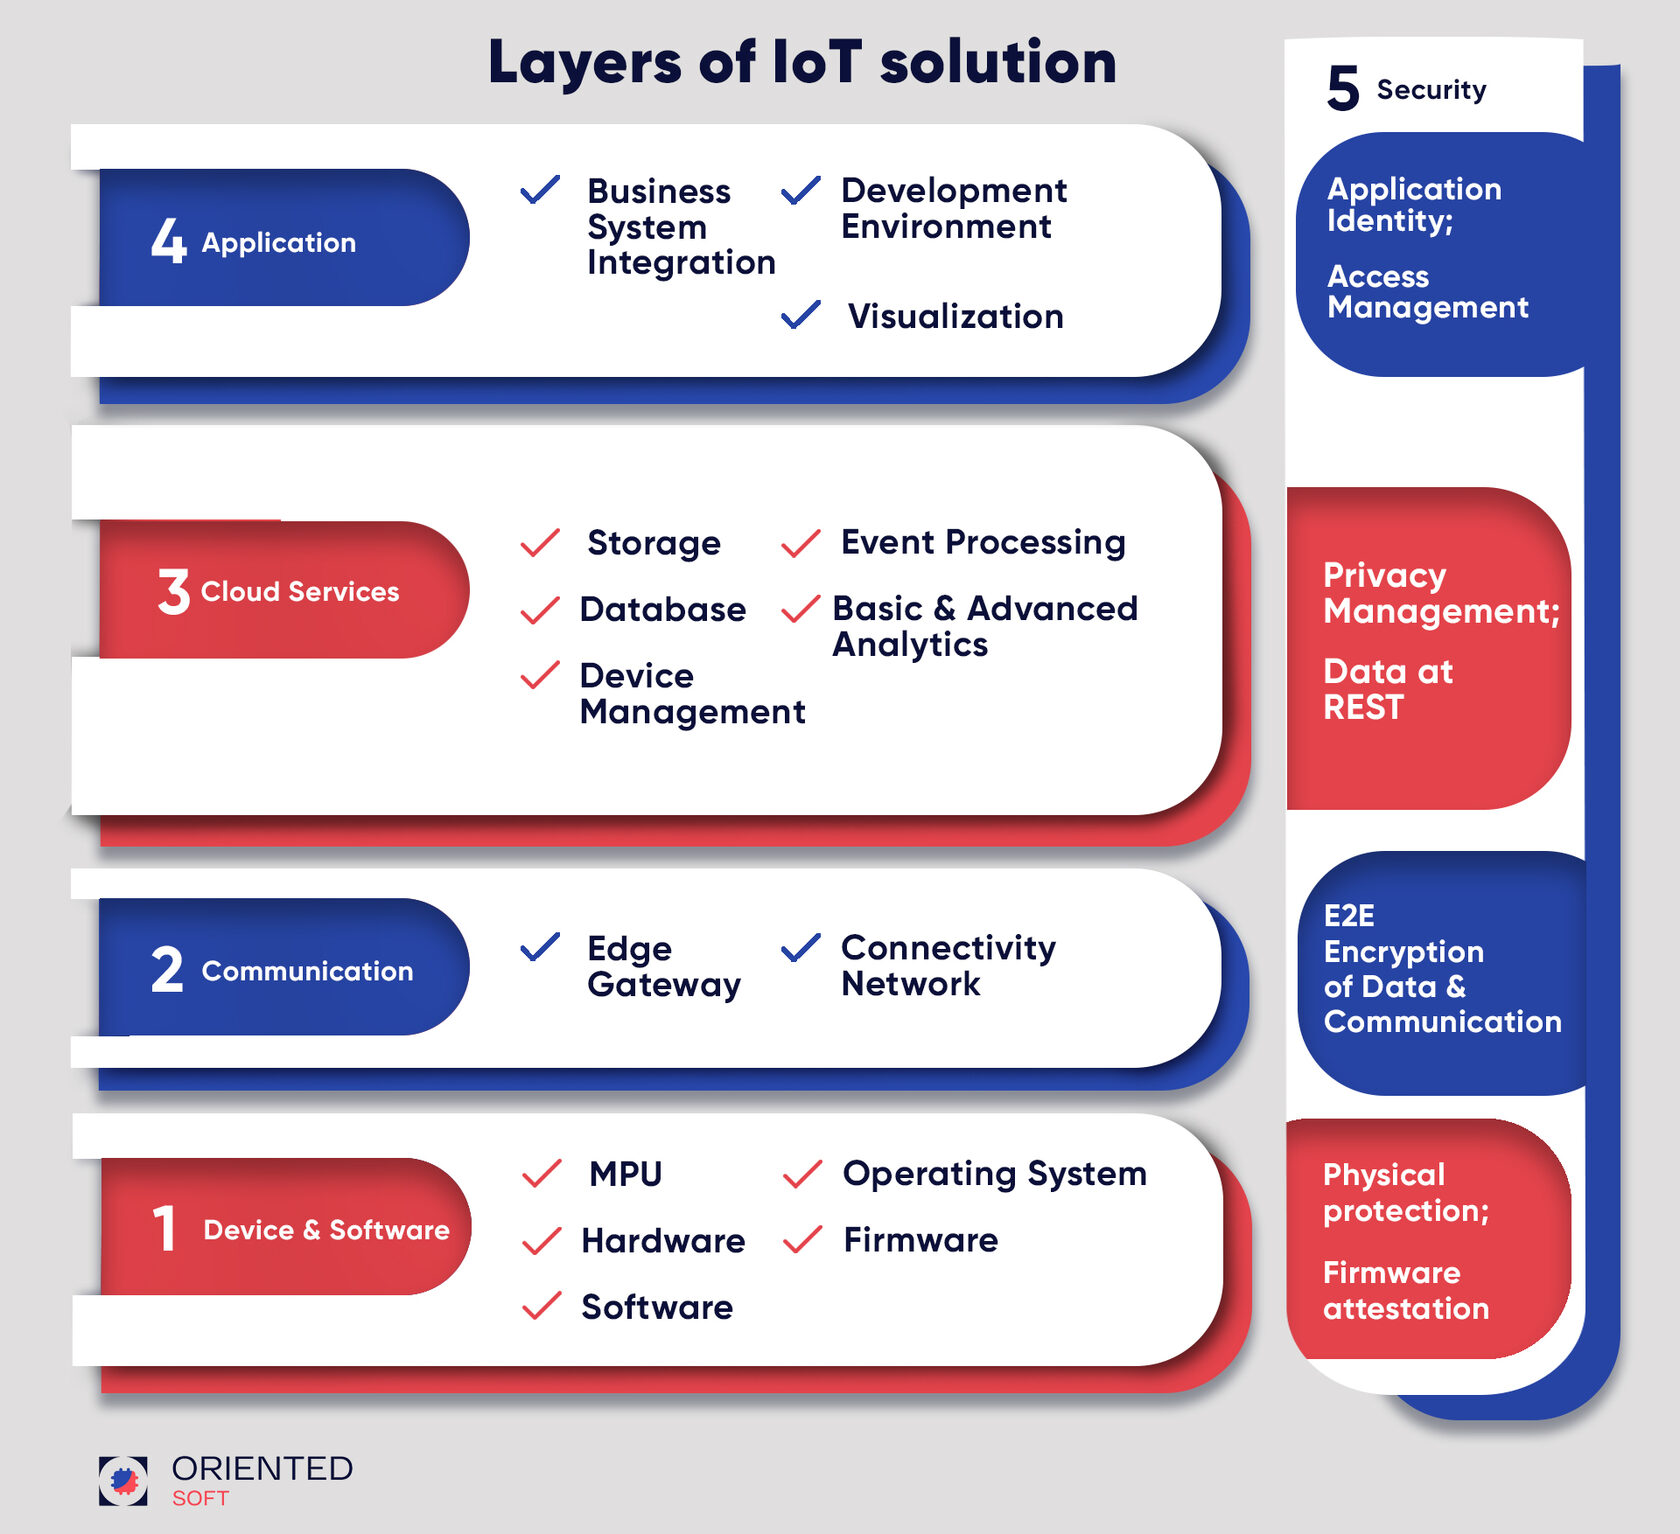 Layers of IoT solution
4 Application
Business
System
Integration
Development
Environment
Visualization
3 Cloud Services
Storage
Database
Device
Management
Event Processing
Basic & Advanced
Analytics
2 Communication
Edge
Gateway
Connectivity
Network
1 Device & Software
MPU
Hardware
Software
Operating System
Firmware
5 Security
Application
Identity;
Access
Management
Privacy
Management;
Data at
REST
E2E
Encryption
of Data &
Communication
Physical
protection;
Firmware
attestation
ORIENTED
SOFT